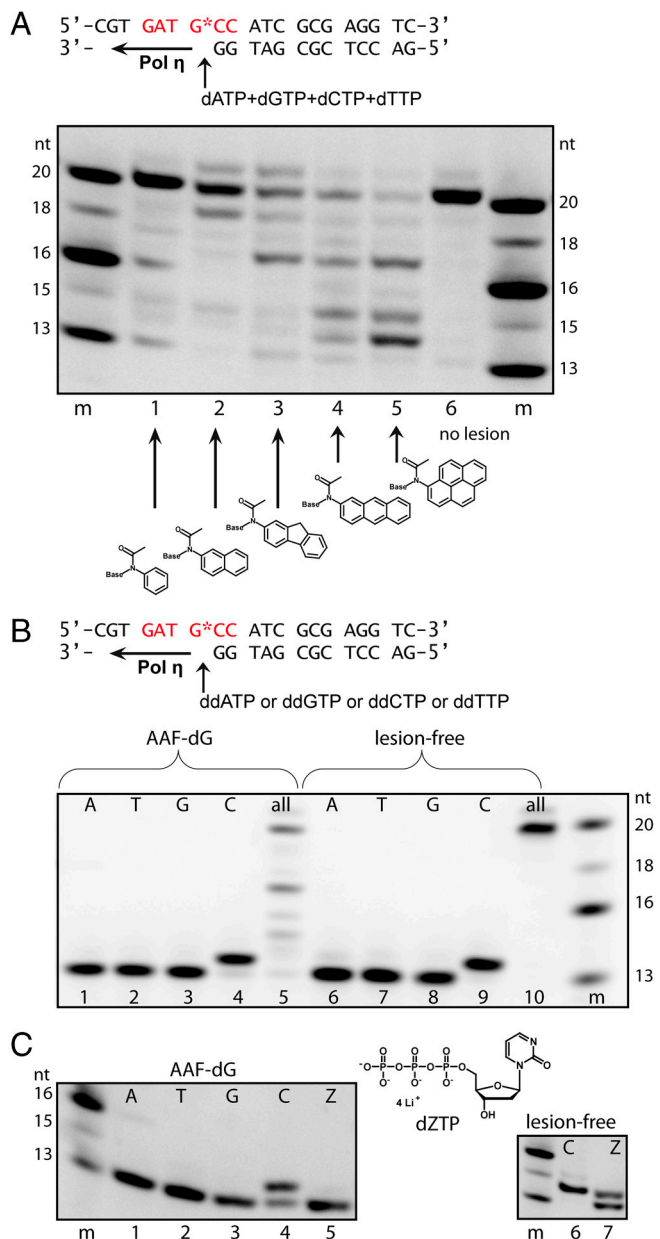 A
5’-CGT GAT G*CC ATC GCG AGG TC-3’
3’- GG TAG CGC TCC AG-5’
Pol η
dATP+dGTP+dCTP+dTTP
nt nt
20 20
18 18
16 16
15 15
13 13
m 1 2 3 4 5 6 m
no lesion
O N Base
O N Base
O N Base
O N Base
O N Base
B
5’-CGT GAT G*CC ATC GCG AGG TC-3’
3’- GG TAG CGC TCC AG-5’
Pol η
ddATP or ddGTP or ddCTP or ddTTP
AAF-dG lesion-free
A T G C all A T G C all nt
20
18
16
13
1 2 3 4 5 6 7 8 9 10 m
C
AAF-dG
nt
16
15
13
A T G C Z
m 1 2 3 4 5
O O O
-O-P-O-P-O-P-O
O- O- O-
4 Li+
O
OH
N
N
O
dZTP
lesion-free
C Z
m 6 7